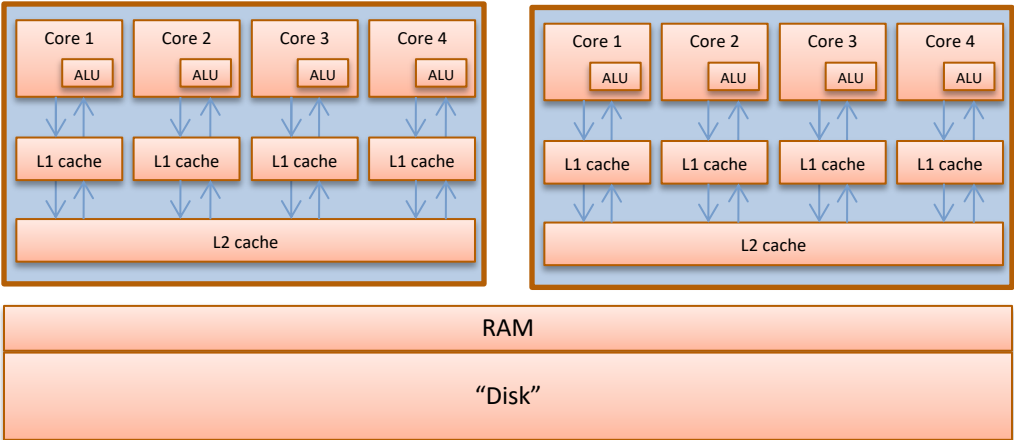 Core 1
ALU
Core 2
ALU
Core 3
ALU
Core 4
ALU
L1 cache
L1 cache
L1 cache
L1 cache
L2 cache
Core 1
ALU
Core 2
ALU
Core 3
ALU
Core 4
ALU
L1 cache
L1 cache
L1 cache
L1 cache
L2 cache
RAM
“Disk”